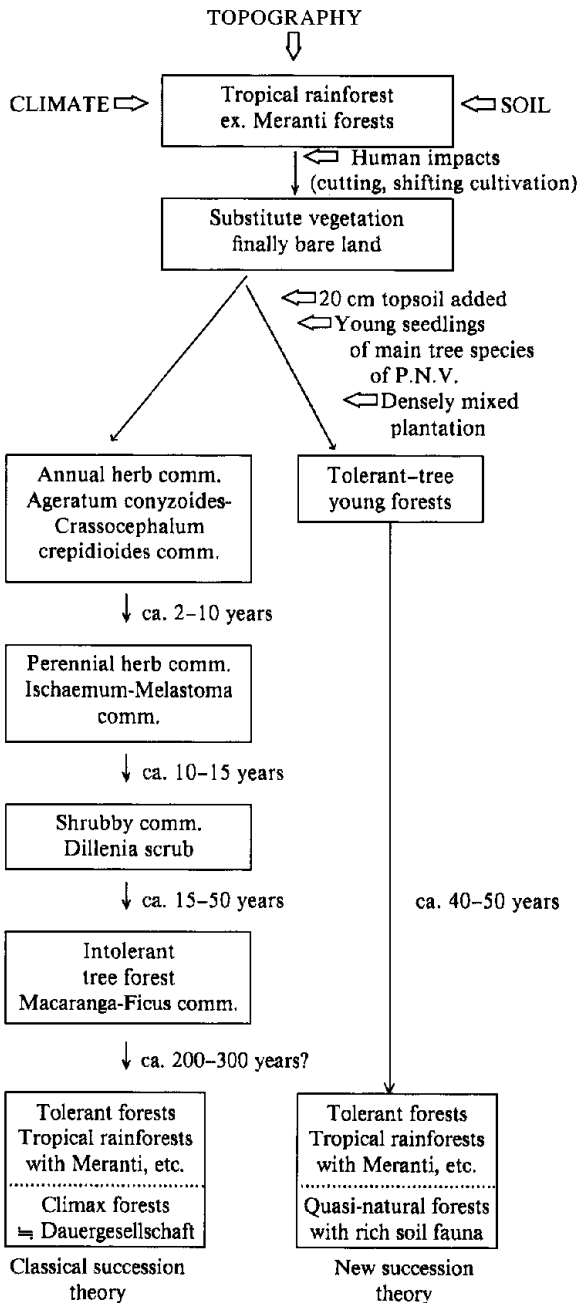 TOPOGRAPHY
CLIMATE
Tropical rainforest
ex. Meranti forests
SOIL
Human impacts
(cutting, shifting cultivation)
Substitute vegetation
finally bare land
20 cm topsoil added
Young seedlings
of main tree species
of P.N.V.
Densely mixed
plantation
Annual herb comm.
Ageratum conyzoides-
Crassocephalum
crepidioides comm.
Tolerant-tree
young forests
ca. 2-10 years
Perennial herb comm.
Ischaemum-Melastoma
comm.
ca. 10-15 years
Shrubby comm.
Dillenia scrub
ca. 15-50 years
ca. 40-50 years
Intolerant
tree forest
Macaranga-Ficus comm.
ca. 200-300 years?
Tolerant forests
Tropical rainforests
with Meranti, etc.
Climax forests
≒ Dauergesellschaft
Classical succession
theory
Tolerant forests
Tropical rainforests
with Meranti, etc.
Quasi-natural forests
with rich soil fauna
New succession
theory